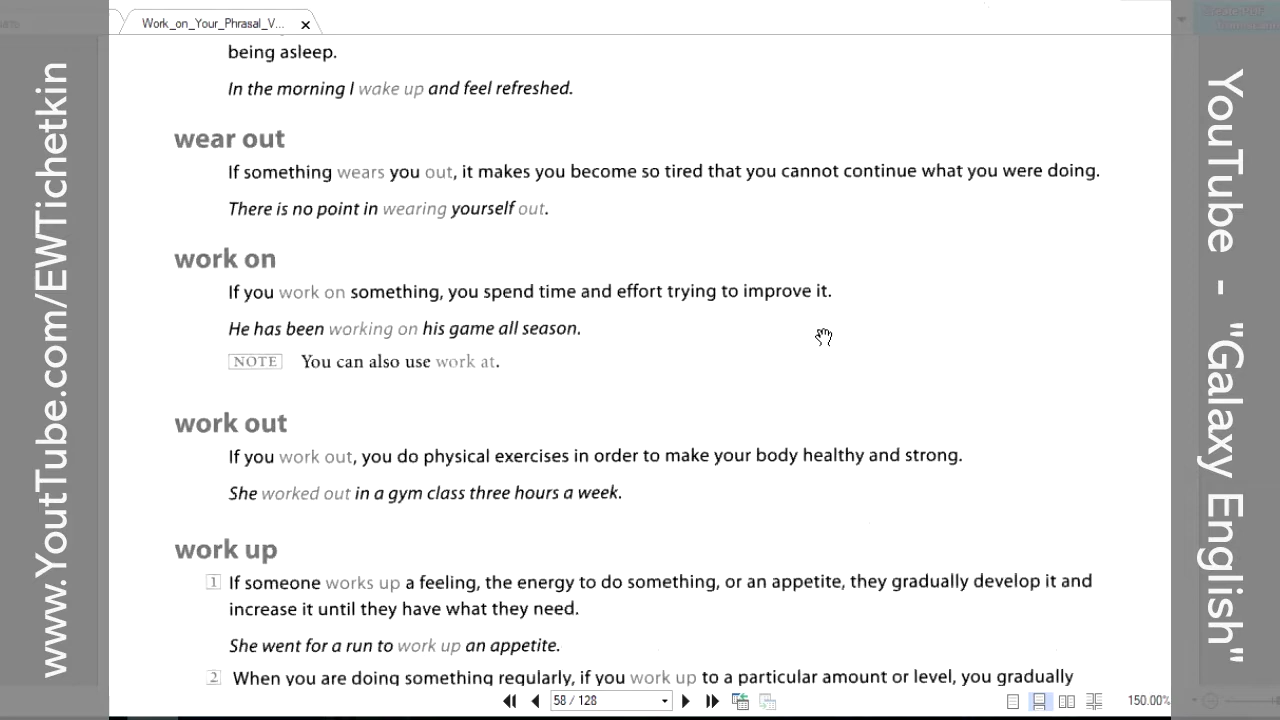 Work_on_Your_Phrasal_V...
being asleep.
In the morning I wake up and feel refreshed.
wear out
If something wears you out, it makes you become so tired that you cannot continue what you were doing.
There is no point in wearing yourself out.
work on
If you work on something, you spend time and effort trying to improve it.
He has been working on his game all season.
NOTE You can also use work at.
work out
If you work out, you do physical exercises in order to make your body healthy and strong.
She worked out in a gym class three hours a week.
work up
1 If someone works up a feeling, the energy to do something, or an appetite, they gradually develop it and
increase it until they have what they need.
She went for a run to work up an appetite.
2 When you are doing something regularly, if you work up to a particular amount or level, you gradually
58 / 128
150.00%
www.YoutTube.com/EWTichetkin
YouTube - "Galaxy English"